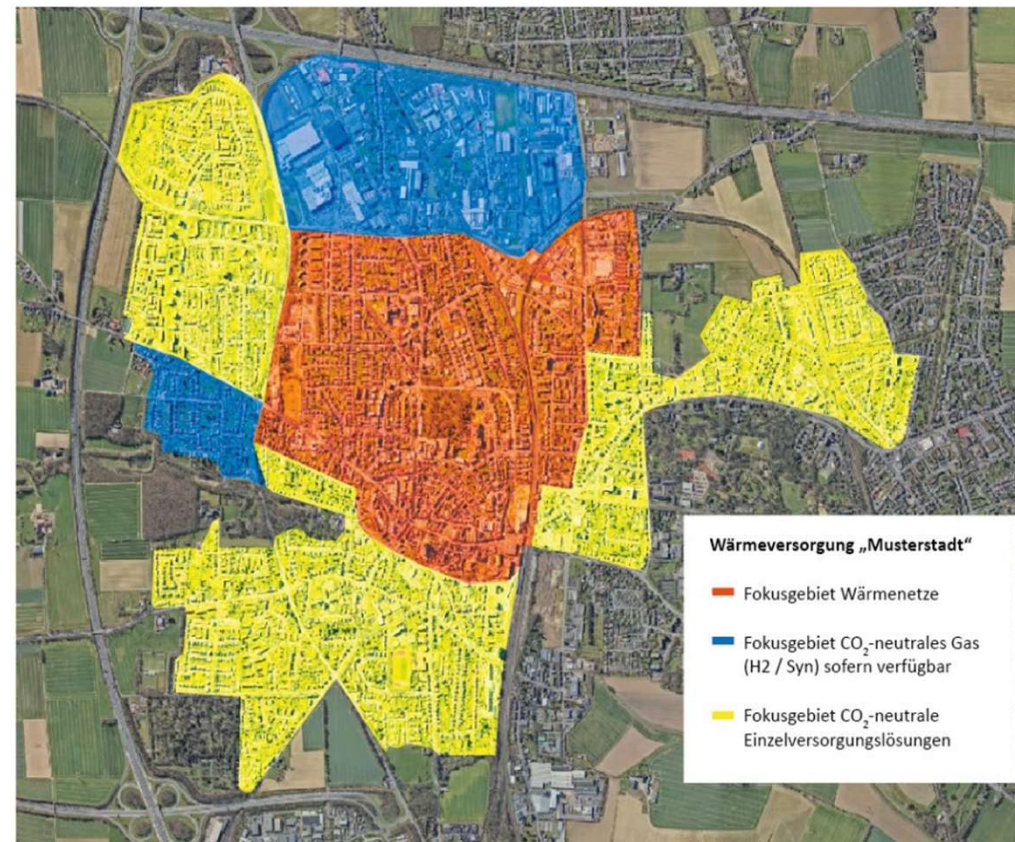 Wärmeversorgung „Musterstadt“
Fokusgebiet Wärmenetze
Fokusgebiet CO₂-neutrales Gas
(H2 / Syn) sofern verfügbar
Fokusgebiet CO₂-neutrale
Einzelversorgungslösungen